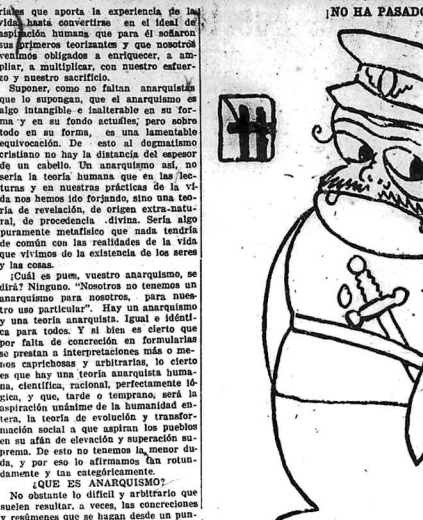 riales que aporta la experiencia de la
vida hasta convertirse en el ideal de
aspiración humana que para él soñaron
sus primeros teorizantes y que nosotros
venimos obligados a enriquecer, a am-
pliar, a multiplicar, con nuestro esfuer-
zo y nuestro sacrificio.
Suponer, como no faltan anarquistas
que lo supongan, que el anarquismo es
algo intangible e inalterable en su for-
ma y en su fondo actuales, pero sobre
todo en su forma, es una lamentable
equivocación. De esto al dogmatismo
cristiano no hay la distancia del espesor
de un cabello. Un anarquismo así, no
sería la teoría humana que en las lec-
turas y en nuestras prácticas de la vi-
da nos hemos ido forjando, sino una teo-
ría de revelación, de origen extra-natu-
ral, de procedencia divina. Sería algo
puramente metafísico que nada tendría
de común con las realidades de la vida
que vivimos de la existencia de los seres
y las cosas.
¿Cuál es pues, vuestro anarquismo, se
dirá? Ninguno. "Nosotros no tenemos un
anarquismo para nosotros, para nues-
tro uso particular". Hay un anarquismo
y una teoría anarquista. Igual e idénti-
ca para todos. Y si bien es cierto que
por falta de concreción en formularias
se prestan a interpretaciones más o me-
nos caprichosas y arbitrarias, lo cierto
es que hay una teoría anarquista huma-
na, científica, racional, perfectamente ló-
gica, y que, tarde o temprano, será la
aspiración unánime de la humanidad en-
tera, la teoría de evolución y transfor-
mación social a que aspiran los pueblos
en su afán de elevación y superación su-
prema. De esto no tenemos la menor du-
da, y por eso lo afirmamos tan rotun-
damente y tan categóricamente.
¿QUE ES ANARQUISMO?
No obstante lo difícil y arbitrario que
suelen resultar, a veces, las concreciones
y resúmenes que se hagan desde un pun-
¡NO HA PASADO